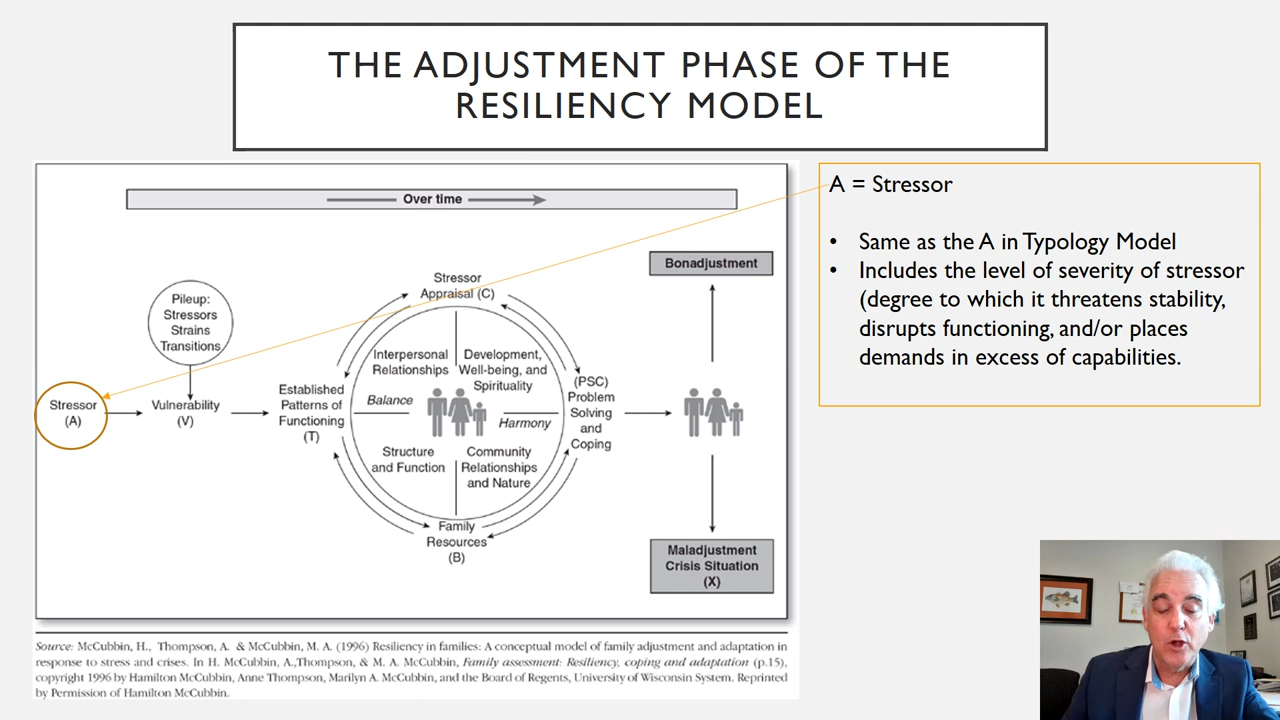 THE ADJUSTMENT PHASE OF THE
RESILIENCY MODEL
Over time
Bonadjustment
Stressor
Appraisal (C)
Pileup:
Stressors
Strains
Transitions
Interpersonal
Relationships
Development,
Well-being, and
Spirituality
Stressor
(A)
Vulnerability
(V)
Established
Patterns of
Functioning
(T)
Balance
Harmony
(PSC)
Problem
Solving
and
Coping
Structure
and Function
Community
Relationships
and Nature
Family
Resources
(B)
Maladjustment
Crisis Situation
(X)
Source: McCubbin, H., Thompson, A. & McCubbin, M. A. (1996) Resiliency in families: A conceptual model of family adjustment and adaptation in
response to stress and crises. In H. McCubbin, A.,Thompson, & M. A. McCubbin, Family assessment: Resiliency, coping and adaptation (p.15),
copyright 1996 by Hamilton McCubbin, Anne Thompson, Marilyn A. McCubbin, and the Board of Regents, University of Wisconsin System. Reprinted
by Permission of Hamilton McCubbin.
A = Stressor
• Same as the A in Typology Model
• Includes the level of severity of stressor
(degree to which it threatens stability,
disrupts functioning, and/or places
demands in excess of capabilities.